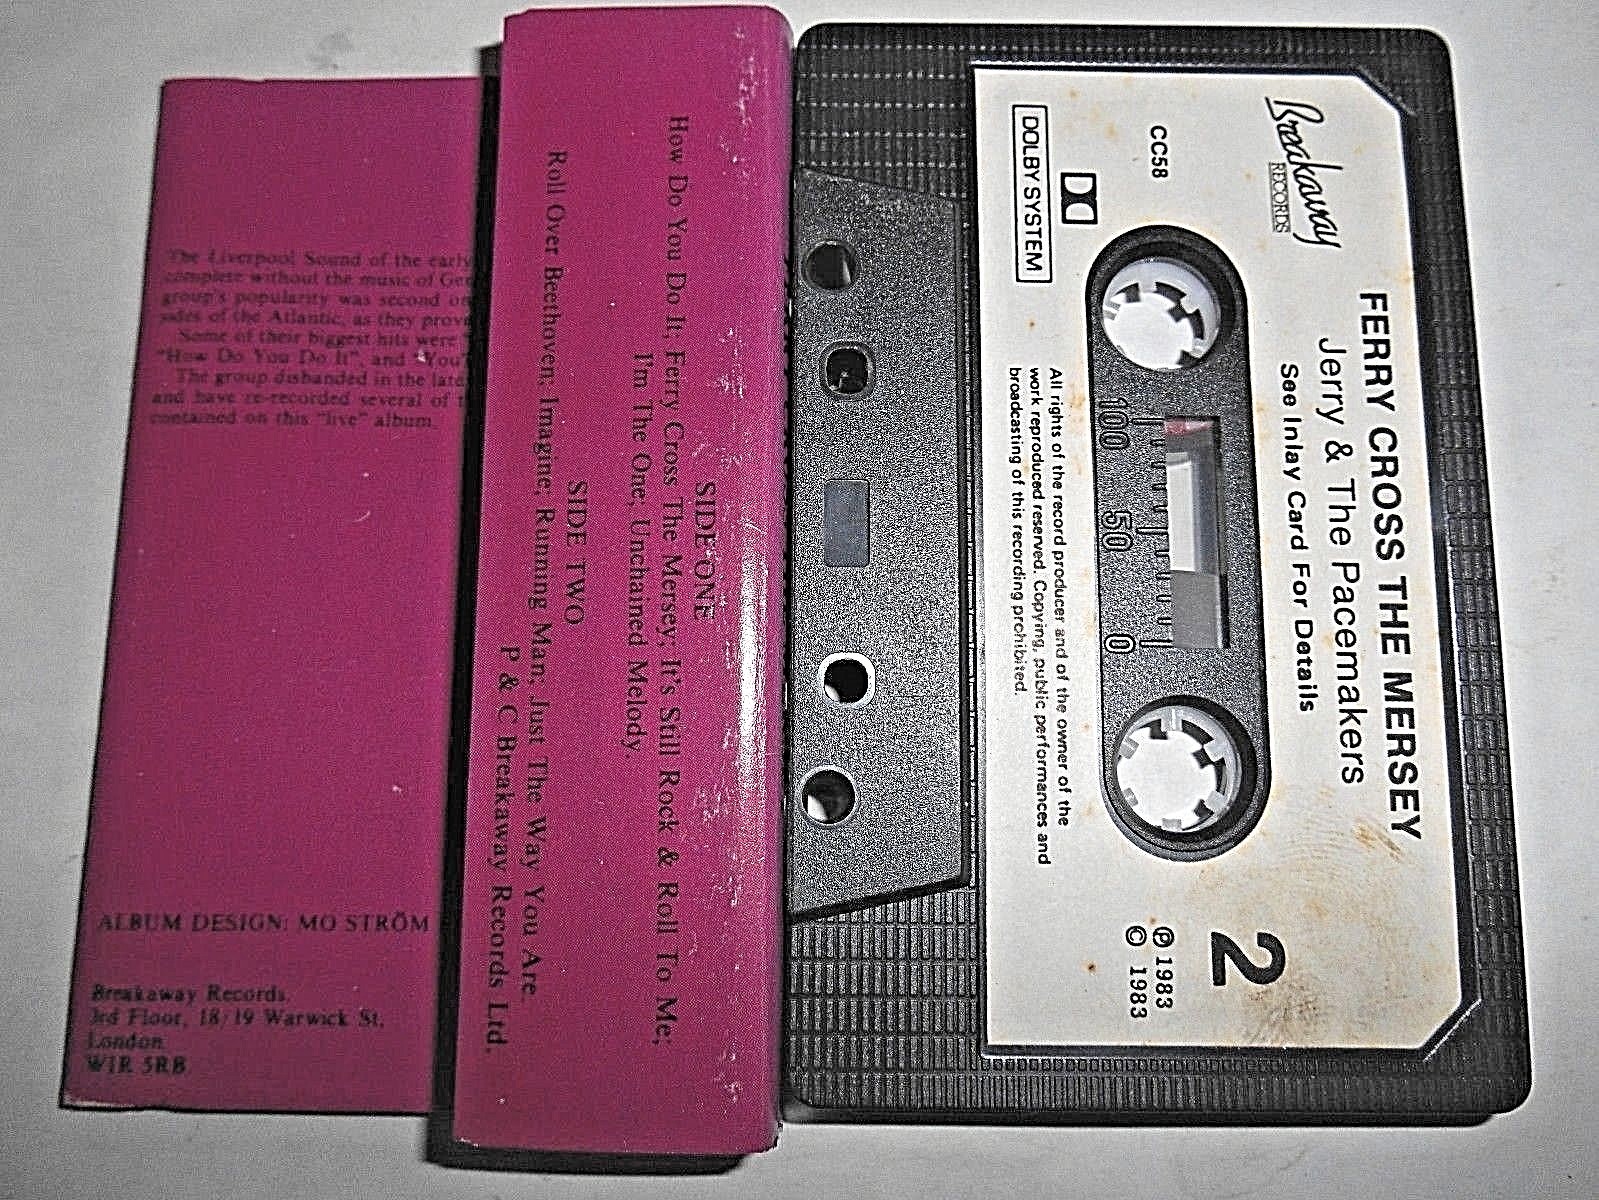 The Liverpool Sound of the early
complete without the music of Ger
group's popularity was second on
sides of the Atlantic, as they prove
Some of their biggest hits were
"How Do You Do It", and "You'
The group disbanded in the late
and have re-recorded several of t
contained on this "live" album.
ALBUM DESIGN: MO STRÖM
Breakaway Records,
3rd Floor, 18/19 Warwick St,
London
W1R 5RB
SIDE ONE
How Do You Do It; Ferry Cross The Mersey; It's Still Rock & Roll To Me;
I'm The One; Unchained Melody.
SIDE TWO
Roll Over Beethoven; Imagine; Running Man; Just The Way You Are.
P & C Breakaway Records Ltd.
Breakaway
RECORDS
FERRY CROSS THE MERSEY
Jerry & The Pacemakers
See Inlay Card For Details
CC58
DOLBY SYSTEM
100 50 0
2
℗ 1983
© 1983
All rights of the record producer and of the owner of the
work reproduced reserved. Copying, public performances and
broadcasting of this recording prohibited.